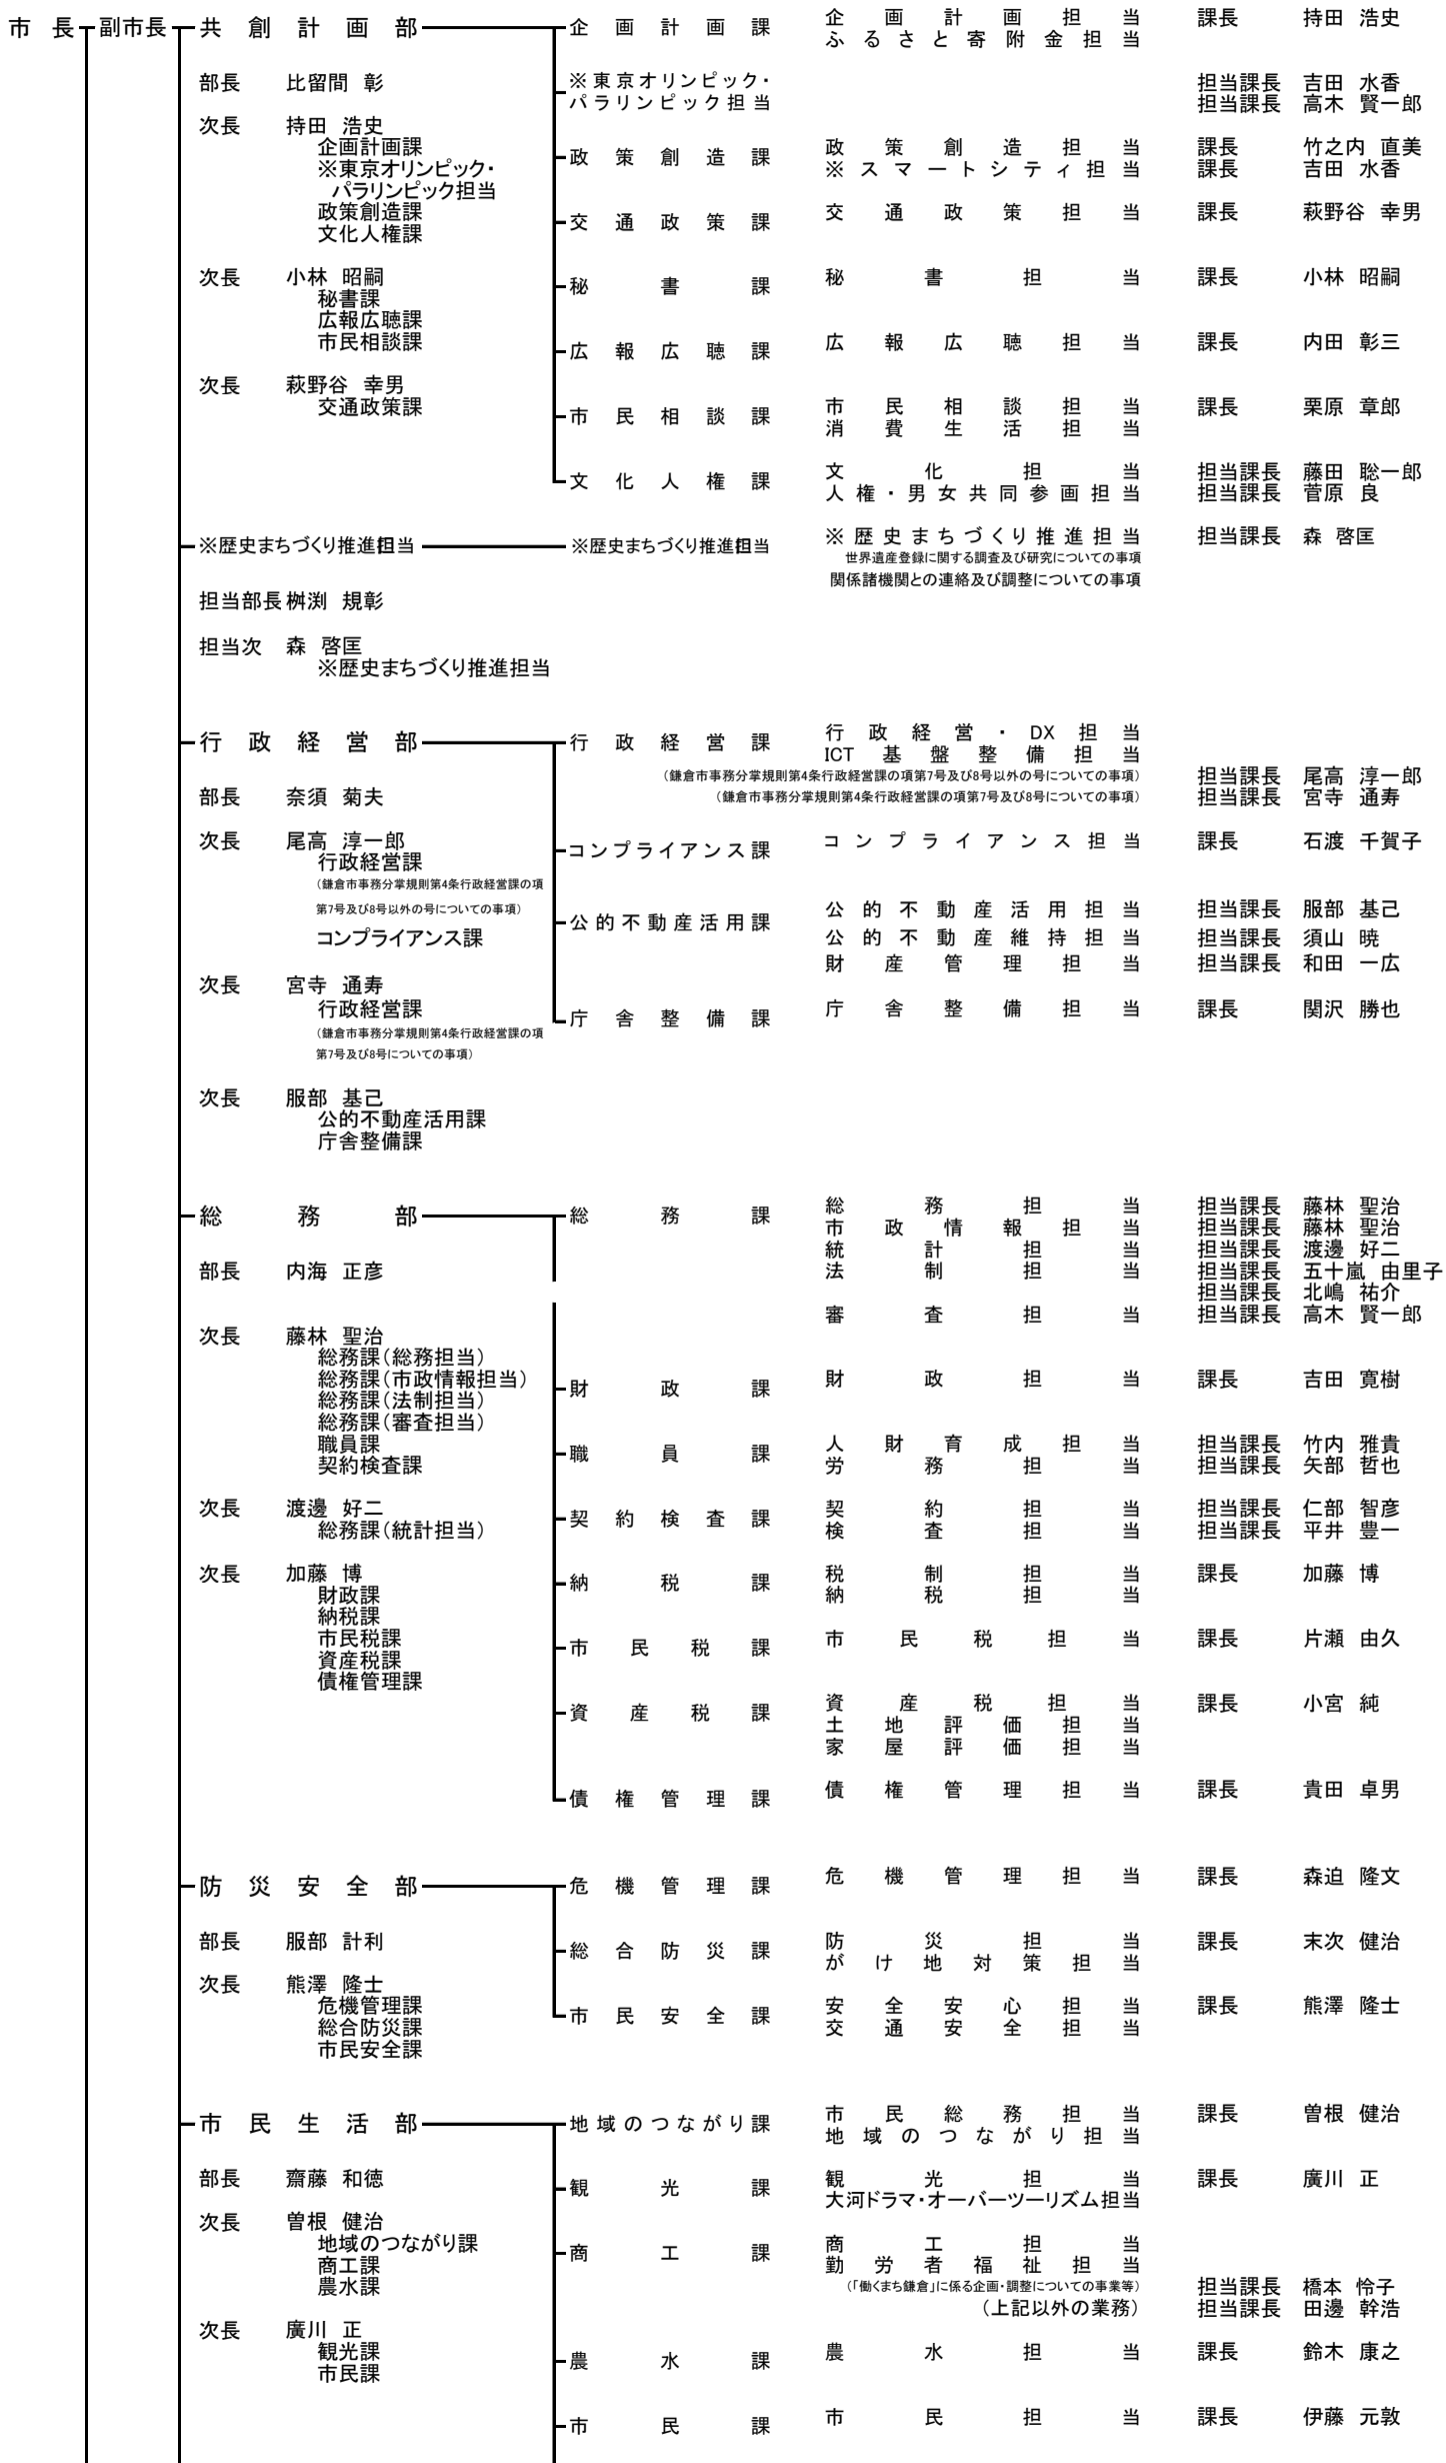 市長 副市長 共創計画部 企画計画課 企画計画担当 課長 持田 浩史
ふるさと寄附金担当
部長 比留間 彰 ※東京オリンピック・ 担当課長 吉田 水香
パラリンピック担当 担当課長 高木 賢一郎
次長 持田 浩史
企画計画課 政策創造課 政策創造担当 課長 竹之内 直美
※東京オリンピック・ ※スマートシティ担当 課長 吉田 水香
パラリンピック担当
政策創造課 交通政策課 交通政策担当 課長 萩野谷 幸男
文化人権課
次長 小林 昭嗣 秘書課 秘書担当 課長 小林 昭嗣
秘書課
広報広聴課
市民相談課 広報広聴課 広報広聴担当 課長 内田 彰三
次長 萩野谷 幸男
交通政策課 市民相談課 市民相談担当 課長 栗原 章郎
消費生活担当
文化人権課 文化担当 担当課長 藤田 聡一郎
人権・男女共同参画担当 担当課長 菅原 良
※歴史まちづくり推進担当 ※歴史まちづくり推進担当 ※歴史まちづくり推進担当 担当課長 森 啓匡
世界遺産登録に関する調査及び研究についての事項
関係諸機関との連絡及び調整についての事項
担当部長 桝渕 規彰
担当次 森 啓匡
※歴史まちづくり推進担当
行政経営部 行政経営課 行政経営・DX担当
ICT基盤整備担当
（鎌倉市事務分掌規則第4条行政経営課の項第7号及び8号以外の号についての事項） 担当課長 尾高 淳一郎
部長 奈須 菊夫 （鎌倉市事務分掌規則第4条行政経営課の項第7号及び8号についての事項） 担当課長 宮寺 通寿
次長 尾高 淳一郎 コンプライアンス課 コンプライアンス担当 課長 石渡 千賀子
行政経営課
（鎌倉市事務分掌規則第4条行政経営課の項
第7号及び8号以外の号についての事項） 公的不動産活用課 公的不動産活用担当 担当課長 服部 基己
コンプライアンス課 公的不動産維持担当 担当課長 須山 暁
財産管理担当 担当課長 和田 一広
次長 宮寺 通寿
行政経営課 庁舎整備課 庁舎整備担当 課長 関沢 勝也
（鎌倉市事務分掌規則第4条行政経営課の項
第7号及び8号についての事項）
次長 服部 基己
公的不動産活用課
庁舎整備課
総務部 総務課 総務担当 担当課長 藤林 聖治
市政情報担当 担当課長 藤林 聖治
統計担当 担当課長 渡邊 好二
部長 内海 正彦 法制担当 担当課長 五十嵐 由里子
担当課長 北嶋 祐介
審査担当 担当課長 高木 賢一郎
次長 藤林 聖治
総務課（総務担当）
総務課（市政情報担当） 財政課 財政担当 課長 吉田 寛樹
総務課（法制担当）
総務課（審査担当）
職員課 職員課 人財育成担当 担当課長 竹内 雅貴
契約検査課 労務担当 担当課長 矢部 哲也
次長 渡邊 好二 契約検査課 契約担当 担当課長 仁部 智彦
総務課（統計担当） 検査担当 担当課長 平井 豊一
次長 加藤 博 納税課 税制担当 課長 加藤 博
財政課 納税担当
納税課
市民税課 市民税課 市民税担当 課長 片瀬 由久
資産税課
債権管理課
資産税課 資産税担当 課長 小宮 純
土地評価担当
家屋評価担当
債権管理課 債権管理担当 課長 貴田 卓男
防災安全部 危機管理課 危機管理担当 課長 森迫 隆文
部長 服部 計利 総合防災課 防災担当 課長 末次 健治
がけ地対策担当
次長 熊澤 隆士
危機管理課 市民安全課 安全安心担当 課長 熊澤 隆士
総合防災課 交通安全担当
市民安全課
市民生活部 地域のつながり課 市民総務担当 課長 曽根 健治
地域のつながり担当
部長 齋藤 和徳 観光課 観光担当 課長 廣川 正
大河ドラマ・オーバーツーリズム担当
次長 曽根 健治
地域のつながり課 商工課 商工担当
商工課 勤労者福祉担当
農水課 （「働くまち鎌倉」に係る企画・調整についての事業等） 担当課長 橋本 怜子
（上記以外の業務） 担当課長 田邊 幹浩
次長 廣川 正
観光課 農水課 農水担当 課長 鈴木 康之
市民課
市民課 市民担当 課長 伊藤 元敦